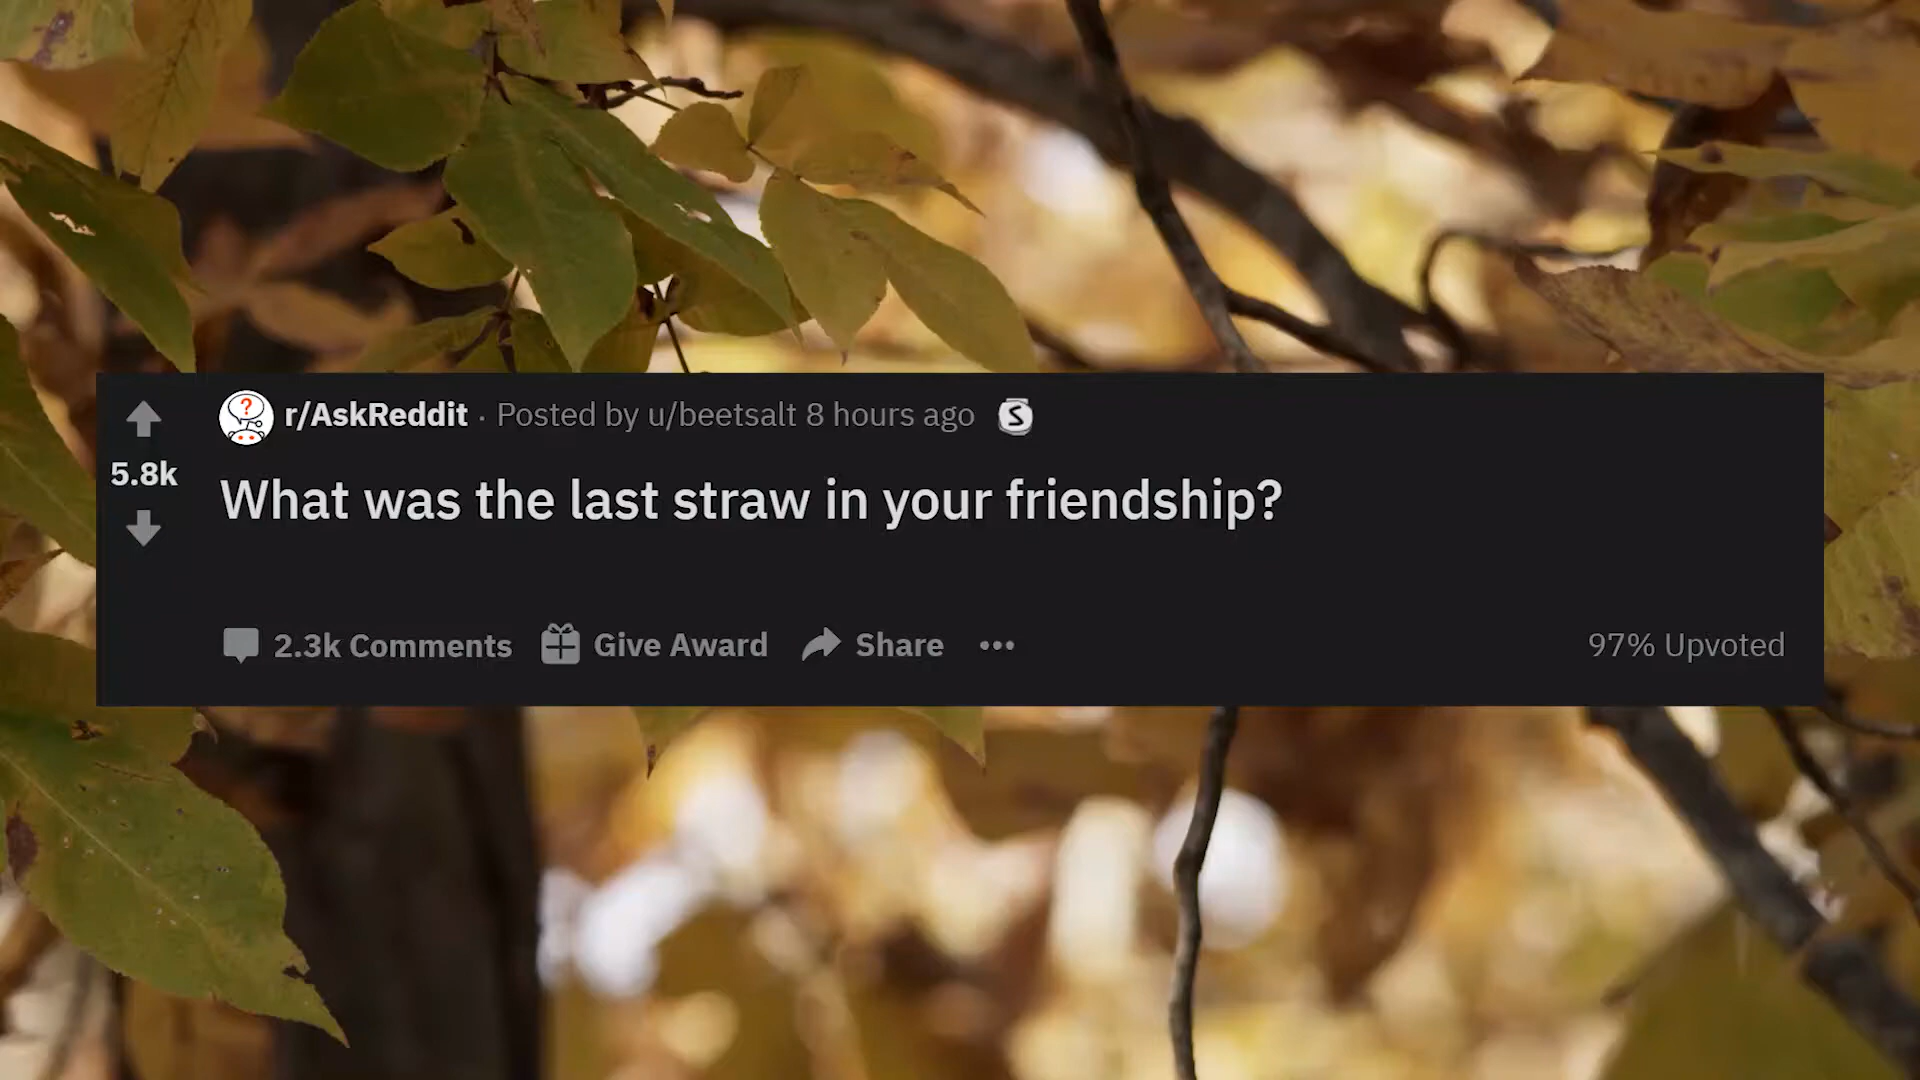 r/AskReddit · Posted by u/beetsalt 8 hours ago
5.8k
What was the last straw in your friendship?
2.3k Comments Give Award Share ••• 97% Upvoted